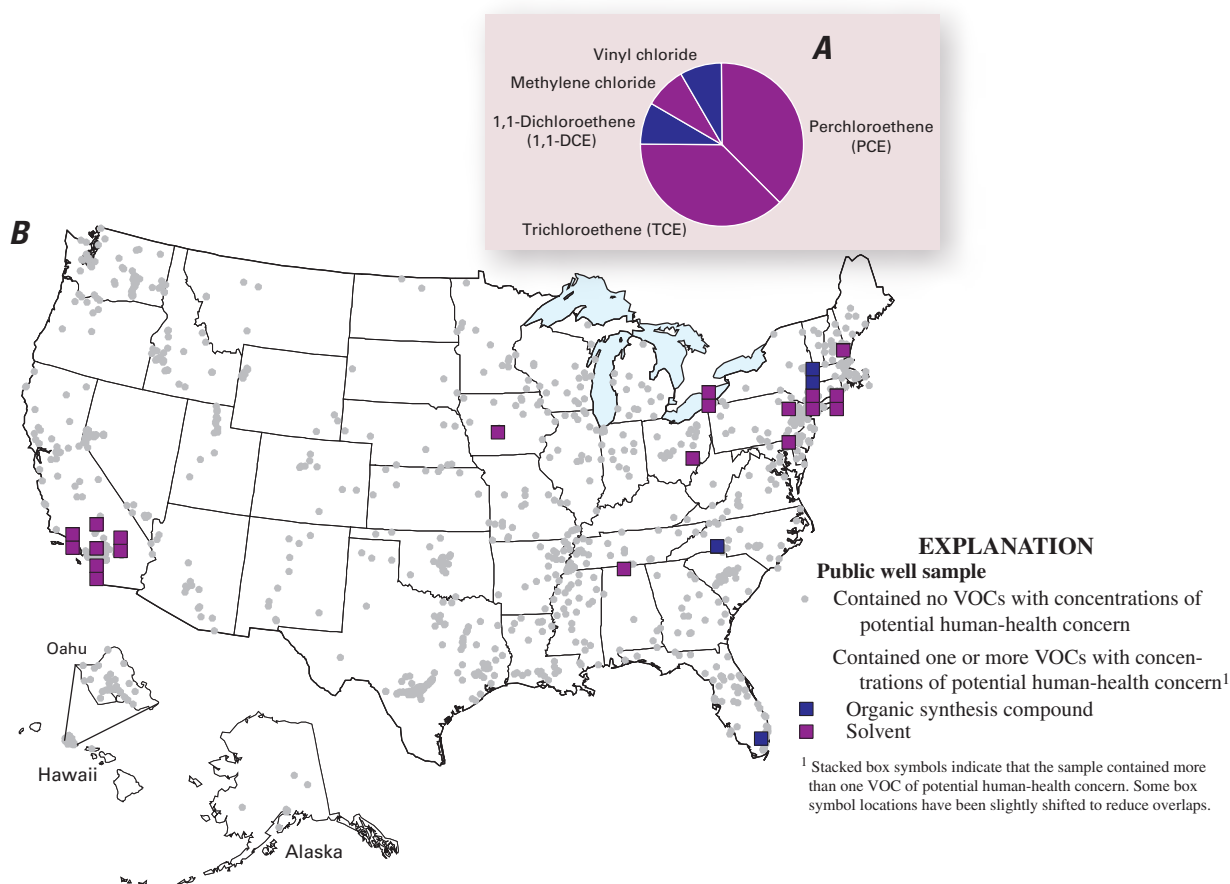 A
Vinyl chloride
Methylene chloride
1,1-Dichloroethene
(1,1-DCE)
Perchloroethene
(PCE)
Trichloroethene (TCE)
B
Oahu
Hawaii
Alaska
EXPLANATION
Public well sample
Contained no VOCs with concentrations of
potential human-health concern
Contained one or more VOCs with concen-
trations of potential human-health concern1
Organic synthesis compound
Solvent
1 Stacked box symbols indicate that the sample contained more
than one VOC of potential human-health concern. Some box
symbol locations have been slightly shifted to reduce overlaps.